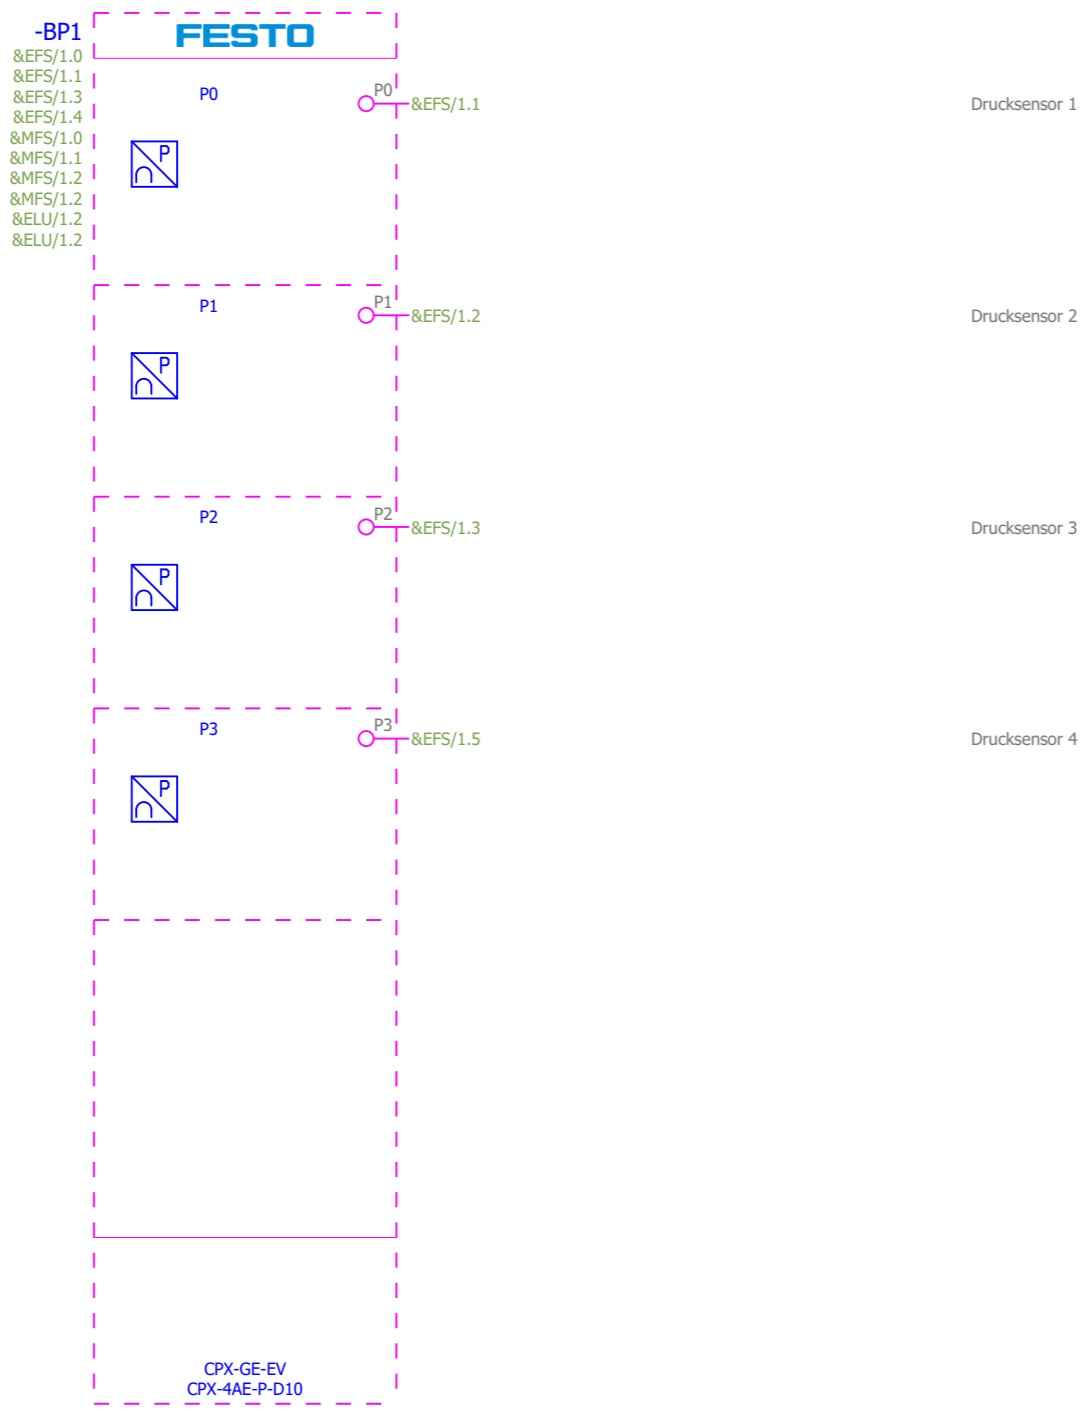 -BP1
FESTO
&EFS/1.0
&EFS/1.1
&EFS/1.3
&EFS/1.4
&MFS/1.0
&MFS/1.1
&MFS/1.2
&MFS/1.2
&ELU/1.2
&ELU/1.2
P0
P0
&EFS/1.1
Drucksensor 1
P
P1
P1
&EFS/1.2
Drucksensor 2
P
P2
P2
&EFS/1.3
Drucksensor 3
P
P3
P3
&EFS/1.5
Drucksensor 4
P
CPX-GE-EV
CPX-4AE-P-D10